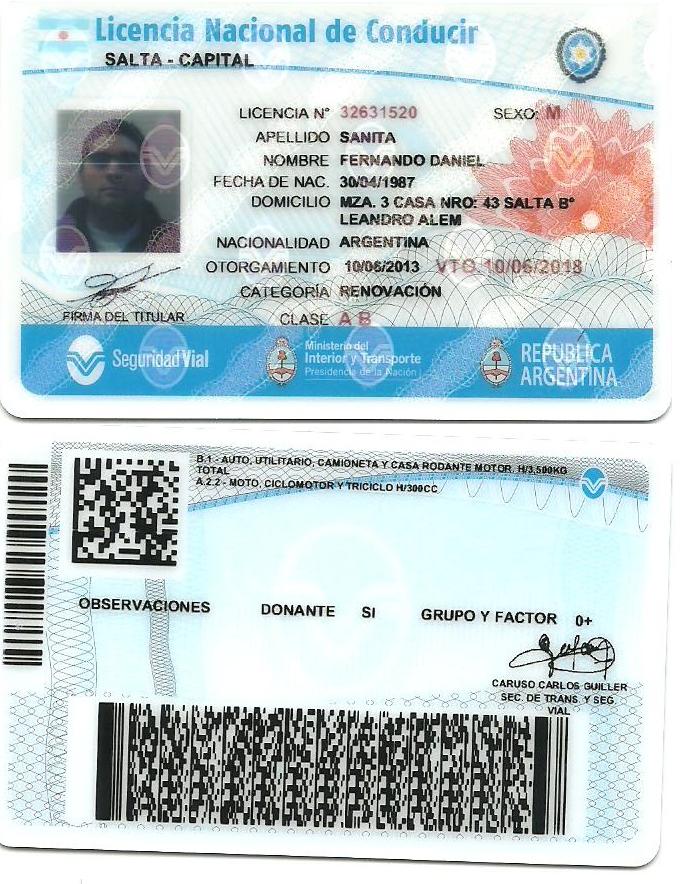 Licencia Nacional de Conducir
SALTA - CAPITAL
LICENCIA N° 32631520 SEXO: M
APELLIDO SANITA
NOMBRE FERNANDO DANIEL
FECHA DE NAC. 30/04/1987
DOMICILIO MZA. 3 CASA NRO: 43 SALTA B°
LEANDRO ALEM
NACIONALIDAD ARGENTINA
OTORGAMIENTO 10/06/2013 VTO. 10/06/2018
CATEGORÍA RENOVACIÓN
FIRMA DEL TITULAR CLASE A B
Seguridad Vial
Ministerio del
Interior y Transporte
Presidencia de la Nación
REPUBLICA
ARGENTINA
B.1 - AUTO, UTILITARIO, CAMIONETA Y CASA RODANTE MOTOR. H/3,500KG
TOTAL
A.2.2 - MOTO, CICLOMOTOR Y TRICICLO H/300CC
OBSERVACIONES DONANTE SI GRUPO Y FACTOR 0+
CARUSO CARLOS GUILLER
SEC. DE TRANS. Y SEG.
VIAL